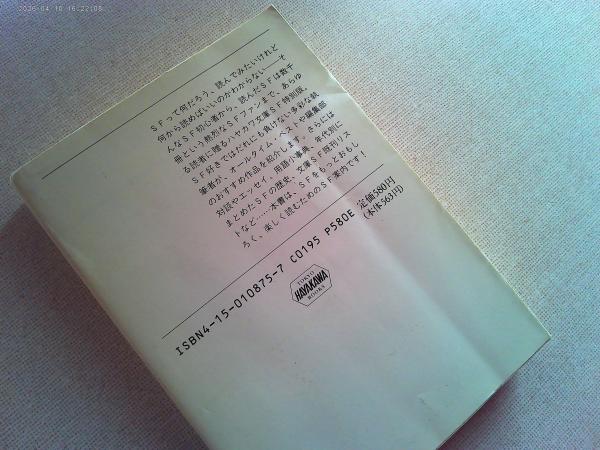 2026-04-10 16:22:08
SFって何だろう、読んでみたいけれど
何から読めばいいのかわからない――そ
んなSF初心者から、読んだSFは数千
冊という熱烈なSFファンまで、あらゆ
る読者に贈るハヤカワ文庫SF特別版。
SF好きではだれにも負けない多彩な執
筆者が、オールタイム・ベストや編集部
のおすすめ作品を紹介します。さらには
対談やエッセイ、用語小事典、年代別に
まとめたSFの歴史、文庫SF既刊リス
トなど……本書は、SFをもっとおもし
ろく、楽しく読むためのSF案内です!
定価580円
(本体563円)
ISBN4-15-010875-7 C0195 P580E
TOKYO
HAYAKAWA
BOOKS